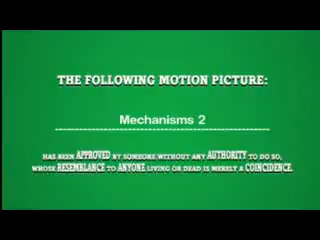 THE FOLLOWING MOTION PICTURE:
Mechanisms 2
HAS BEEN APPROVED BY SOMEONE WITHOUT ANY AUTHORITY TO DO SO,
WHOSE RESEMBLANCE TO ANYONE LIVING OR DEAD IS MERELY A COINCIDENCE.